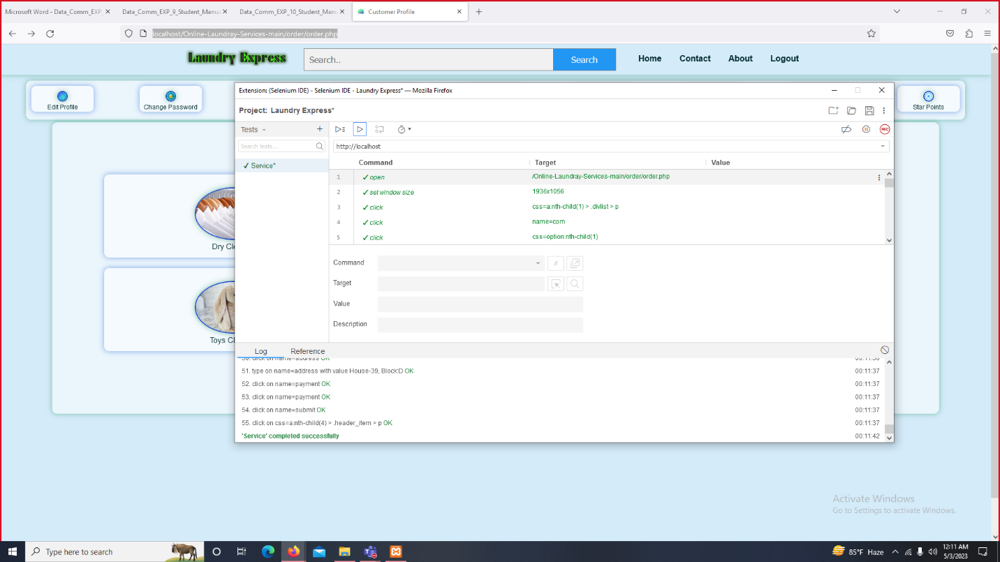 Microsoft Word - Data_Comm_EXP_
Data_Comm_EXP_9_Student_Manua
Data_Comm_EXP_10_Student_Manu
Customer Profile
localhost/Online-Laundray-Services-main/order/order.php
Laundry Express
Search..
Search
Home
Contact
About
Logout
Edit Profile
Change Password
Star Points
Extension: (Selenium IDE) - Selenium IDE - Laundry Express* — Mozilla Firefox
Project: Laundry Express*
Tests
Search tests...
✓ Service*
REC
http://localhost
Command Target Value
1 ✓ open /Online-Laundray-Services-main/order/order.php
2 ✓ set window size 1936x1056
3 ✓ click css=a:nth-child(1) > .divlist > p
4 ✓ click name=com
5 ✓ click css=option:nth-child(1)
Command
//
Target
Value
Description
Dry Cle
Toys Cl
Log
Reference
50. click on name=address OK 00:11:36
51. type on name=address with value House-39, Block:D OK 00:11:37
52. click on name=payment OK 00:11:37
53. click on name=payment OK 00:11:37
54. click on name=submit OK 00:11:37
55. click on css=a:nth-child(4) > .header_item > p OK 00:11:37
'Service' completed successfully 00:11:42
Activate Windows
Go to Settings to activate Windows.
Type here to search
85°F Haze
12:11 AM
5/3/2023